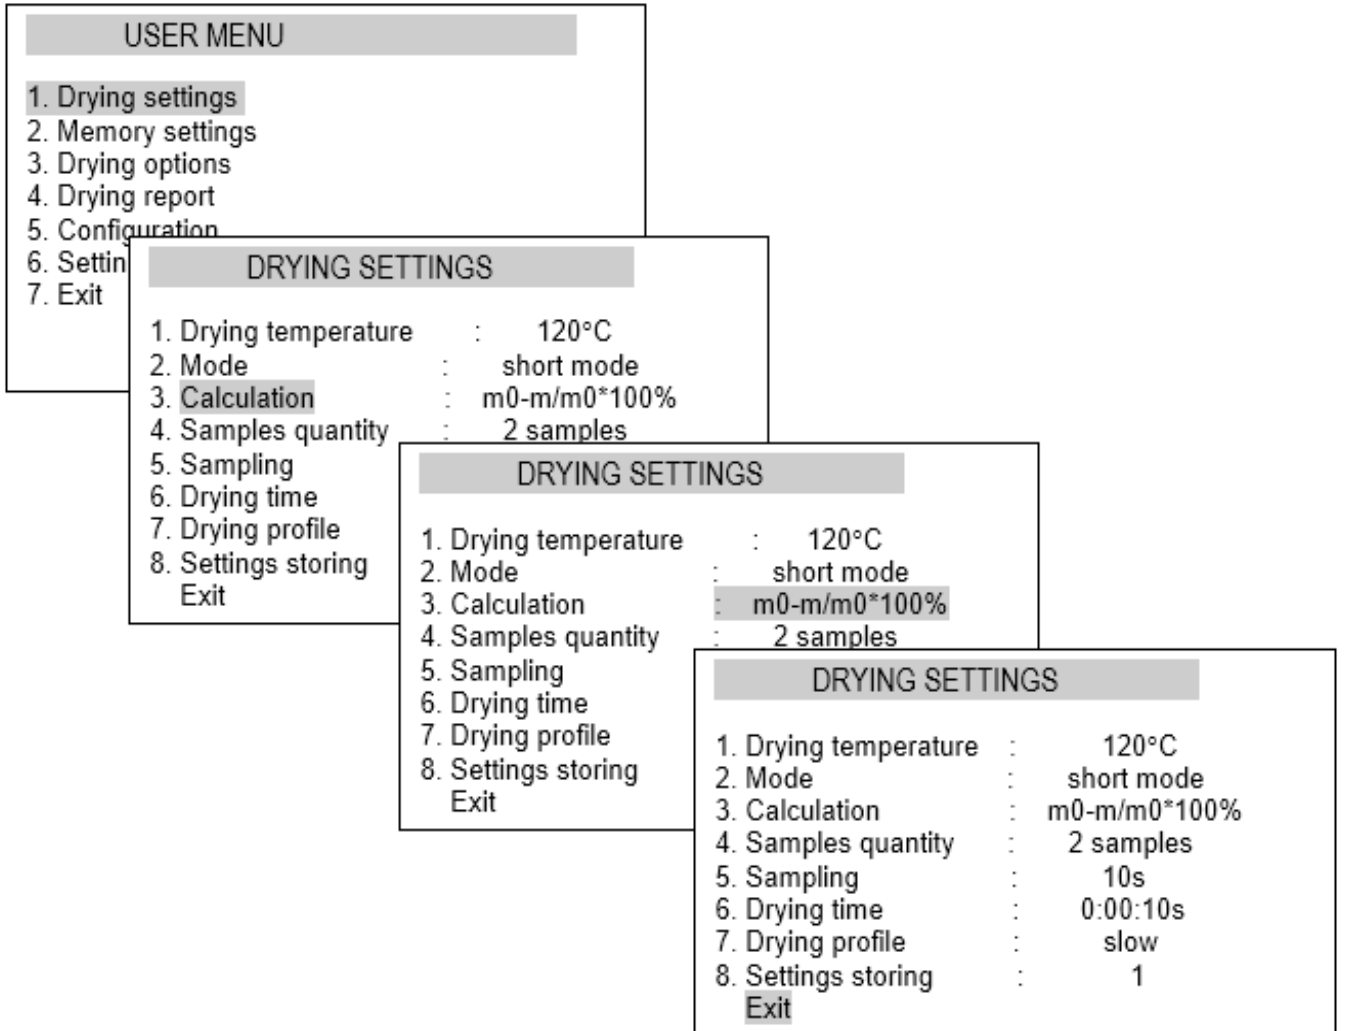 USER MENU
1. Drying settings
2. Memory settings
3. Drying options
4. Drying report
5. Configuration
6. Settin
7. Exit
DRYING SETTINGS
1. Drying temperature : 120°C
2. Mode : short mode
3. Calculation : m0-m/m0*100%
4. Samples quantity : 2 samples
5. Sampling
6. Drying time
7. Drying profile
8. Settings storing
Exit
DRYING SETTINGS
1. Drying temperature : 120°C
2. Mode : short mode
3. Calculation : m0-m/m0*100%
4. Samples quantity : 2 samples
5. Sampling
6. Drying time
7. Drying profile
8. Settings storing
Exit
DRYING SETTINGS
1. Drying temperature : 120°C
2. Mode : short mode
3. Calculation : m0-m/m0*100%
4. Samples quantity : 2 samples
5. Sampling : 10s
6. Drying time : 0:00:10s
7. Drying profile : slow
8. Settings storing : 1
Exit